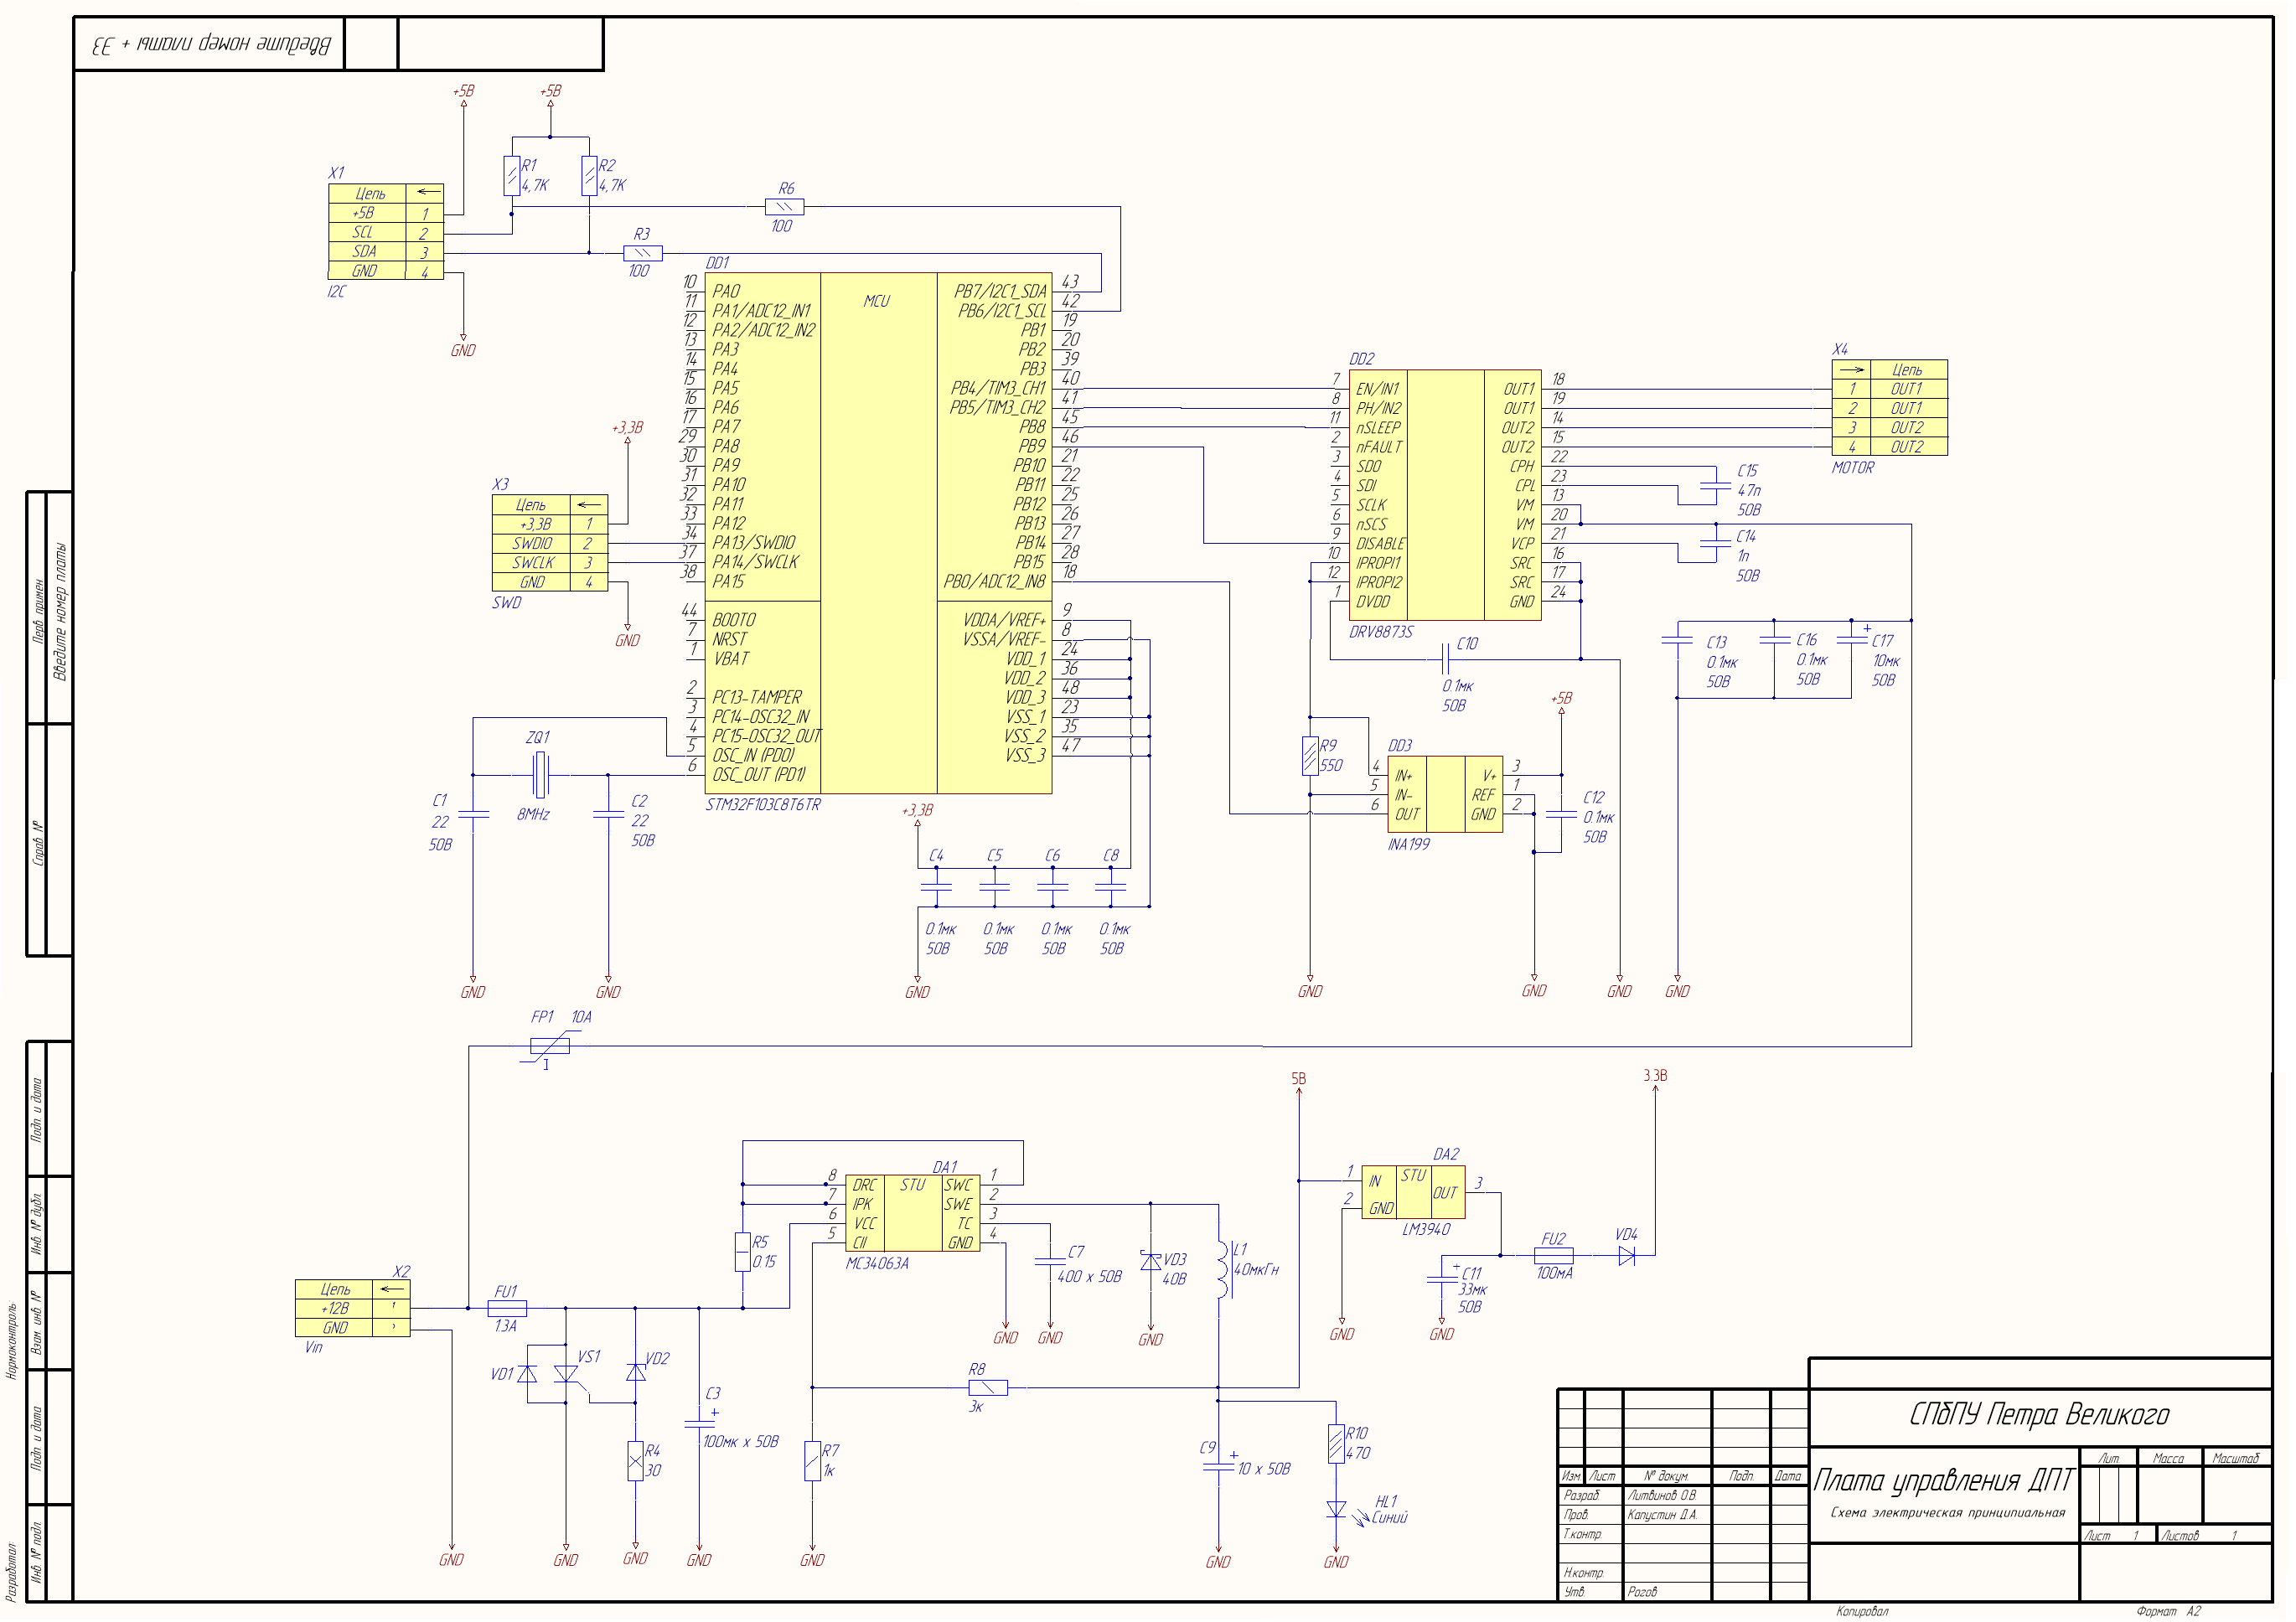 Введите номер платы + ЭЗ
+5В
+5В
R1
4,7К
R2
4,7К
X1
Цепь
+5В 1
SCL 2
SDA 3
GND 4
I2C
GND
R6
100
R3
100
DD1
MCU
10 PA0
11 PA1/ADC12_IN1
12 PA2/ADC12_IN2
13 PA3
14 PA4
15 PA5
16 PA6
17 PA7
29 PA8
30 PA9
31 PA10
32 PA11
33 PA12
34 PA13/SWDIO
37 PA14/SWCLK
38 PA15
44 BOOT0
7 NRST
1 VBAT
2 PC13-TAMPER
3 PC14-OSC32_IN
4 PC15-OSC32_OUT
5 OSC_IN (PD0)
6 OSC_OUT (PD1)
PB7/I2C1_SDA 43
PB6/I2C1_SCL 42
PB1 19
PB2 20
PB3 39
PB4/TIM3_CH1 40
PB5/TIM3_CH2 41
PB8 45
PB9 46
PB10 21
PB11 22
PB12 25
PB13 26
PB14 27
PB15 28
PB0/ADC12_IN8 18
VDDA/VREF+ 9
VSSA/VREF- 8
VDD_1 24
VDD_2 36
VDD_3 48
VSS_1 23
VSS_2 35
VSS_3 47
STM32F103C8T6TR
+3,3В
X3
Цепь
+3,3В 1
SWDIO 2
SWCLK 3
GND 4
SWD
GND
ZQ1
8MHz
C1
22
50В
C2
22
50В
GND
GND
+3,3В
C4
C5
C6
C8
0.1мк
50В
0.1мк
50В
0.1мк
50В
0.1мк
50В
GND
DD2
7 EN/IN1
8 PH/IN2
11 nSLEEP
2 nFAULT
3 SDO
4 SDI
5 SCLK
6 nSCS
9 DISABLE
10 IPROPI1
12 IPROPI2
1 DVDD
OUT1 18
OUT1 19
OUT2 14
OUT2 15
CPH 22
CPL 23
VM 13
VM 20
VCP 21
SRC 16
SRC 17
GND 24
DRV8873S
X4
Цепь
1 OUT1
2 OUT1
3 OUT2
4 OUT2
MOTOR
C15
47п
50В
C14
1п
50В
C10
0.1мк
50В
C13
0.1мк
50В
C16
0.1мк
50В
+
C17
10мк
50В
+5В
R9
550
DD3
4 IN+
5 IN-
6 OUT
V+ 3
REF 1
GND 2
INA199
C12
0.1мк
50В
GND
GND
GND
GND
FP1 10А
I
5В
3.3В
DA1
STU
8 DRC
7 IPK
6 VCC
5 CII
SWC 1
SWE 2
TC 3
GND 4
MC34063A
R5
0.15
C7
400 x 50В
VD3
40В
L1
40мкГн
GND
GND
GND
DA2
STU
1 IN
2 GND
OUT 3
LM3940
GND
+
C11
33мк
50В
GND
FU2
100мА
VD4
X2
Цепь
+12В
GND
Vin
FU1
1.3А
VD1
VS1
VD2
R4
30
C3
+
100мк x 50В
R7
1к
R8
3к
C9
+
10 x 50В
R10
470
HL1
Синий
GND
GND
GND
GND
GND
GND
GND
Перв. примен.
Введите номер платы
Справ. №
Подп. и дата
Инв. № дубл.
Взам. инв. №
Подп. и дата
Инв. № подл.
Нормоконтроль:
Разработал:
СПбПУ Петра Великого
Плата управления ДПТ
Схема электрическая принципиальная
Лит.
Масса
Масштаб
Лист 1
Листов 1
Изм.
Лист
№ докум.
Подп.
Дата
Разраб. Литвинов О.В.
Пров. Капустин Д.А.
Т.контр.
Н.контр.
Утв. Рогов
Копировал
Формат A2